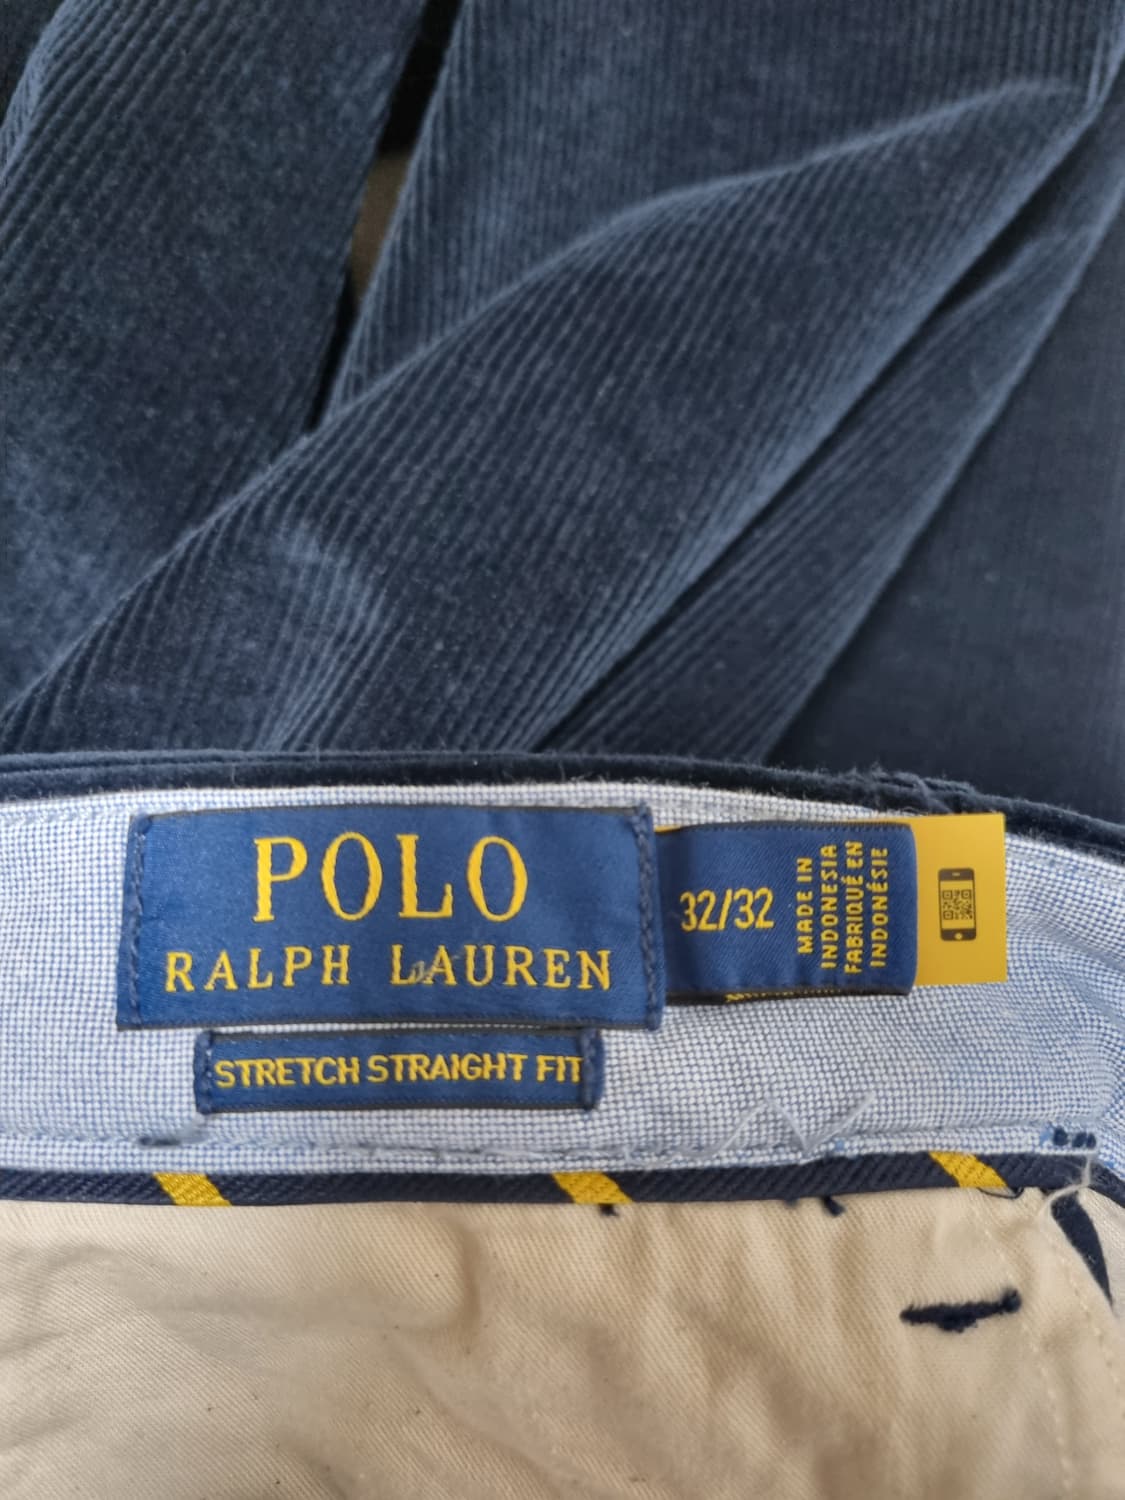 POLO
RALPH LAUREN
STRETCH STRAIGHT FIT
32/32
MADE IN
INDONESIA
FABRIQUÉ EN
INDONÉSIE